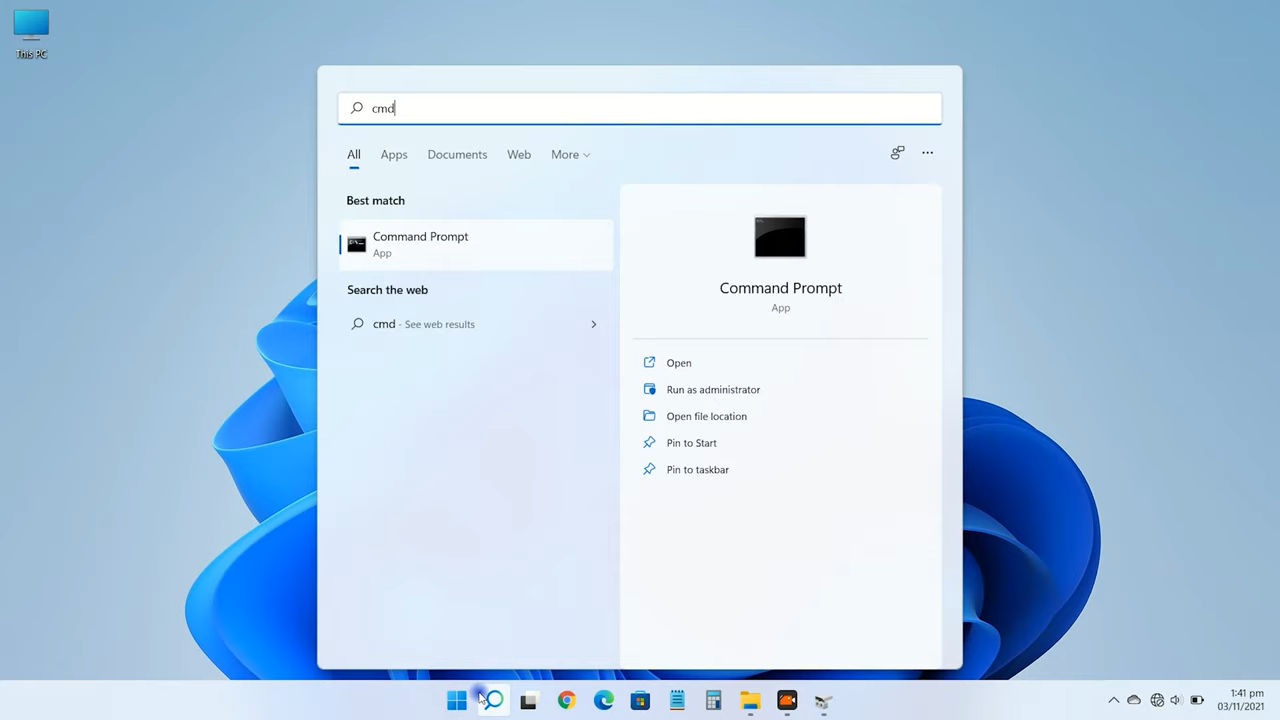 This PC
cmd
All Apps Documents Web More
Best match
Command Prompt
App
Search the web
cmd - See web results
Command Prompt
App
Open
Run as administrator
Open file location
Pin to Start
Pin to taskbar
1:41 pm
03/11/2021